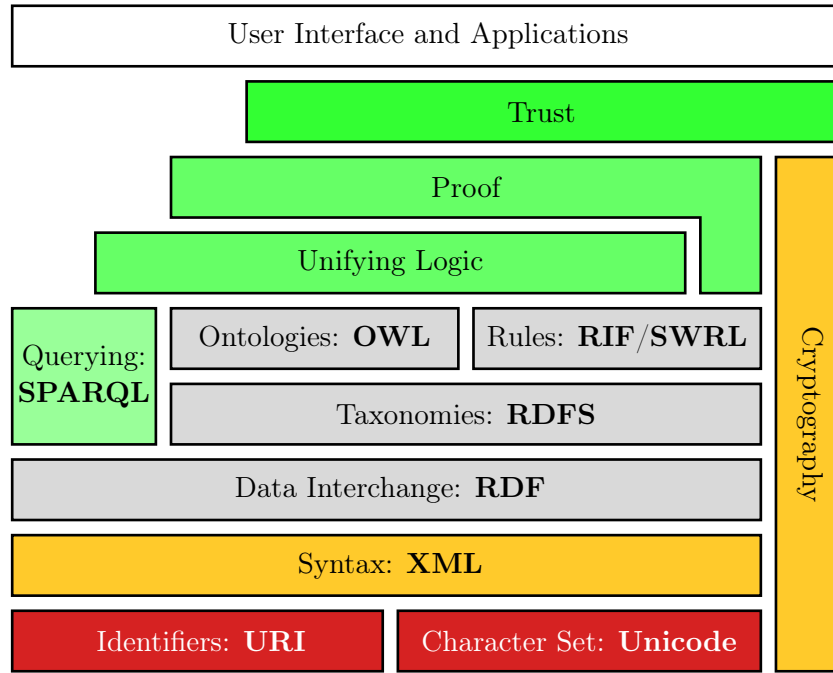 User Interface and Applications
Trust
Proof
Unifying Logic
Querying:
SPARQL
Ontologies: OWL
Rules: RIF/SWRL
Taxonomies: RDFS
Data Interchange: RDF
Syntax: XML
Identifiers: URI
Character Set: Unicode
Cryptography